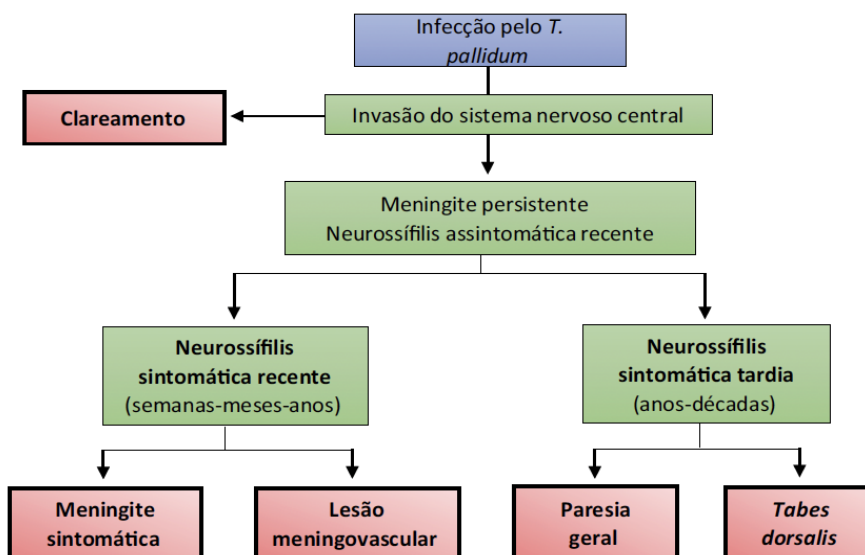 Infecção pelo T.
pallidum
Clareamento
Invasão do sistema nervoso central
Meningite persistente
Neurossífilis assintomática recente
Neurossífilis
sintomática recente
(semanas-meses-anos)
Neurossífilis
sintomática tardia
(anos-décadas)
Meningite
sintomática
Lesão
meningovascular
Paresia
geral
Tabes
dorsalis